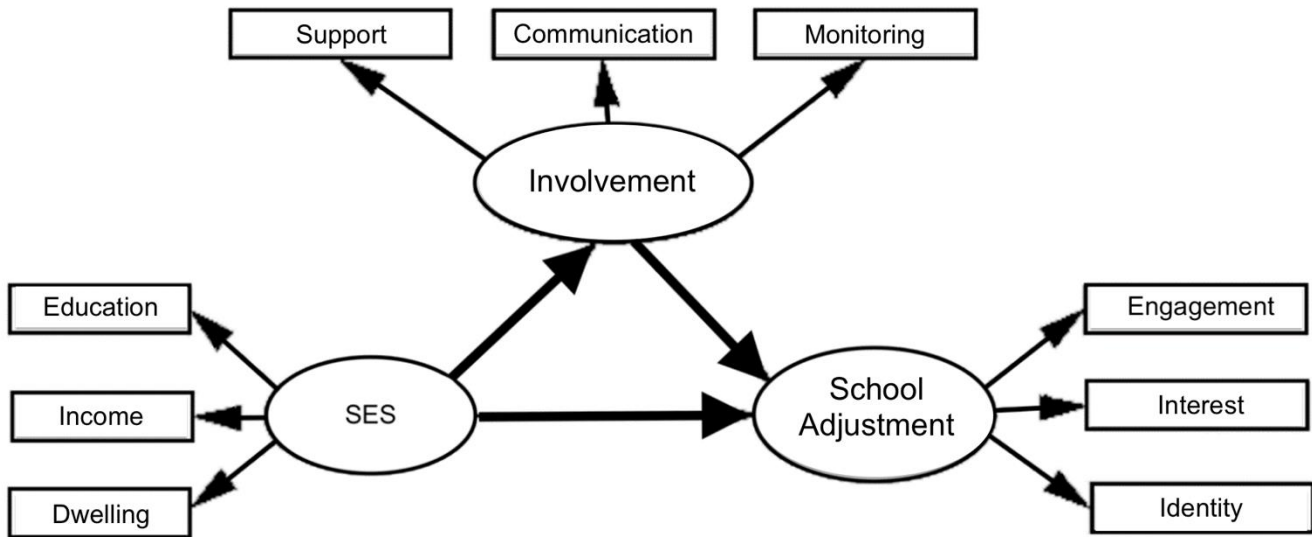 Support
Communication
Monitoring
Involvement
Education
Income
Dwelling
SES
School
Adjustment
Engagement
Interest
Identity